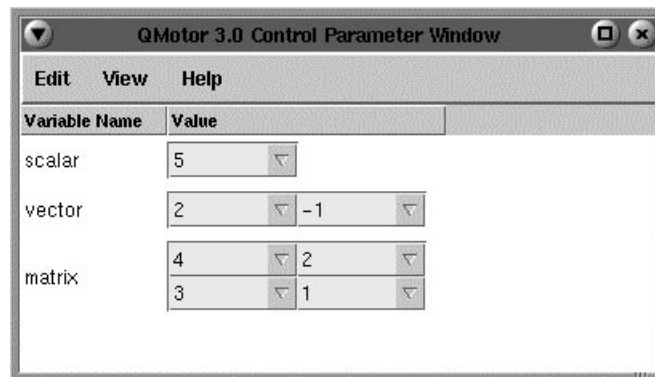 QMotor 3.0 Control Parameter Window
Edit View Help
Variable Name Value
scalar 5
vector 2 -1
matrix 4 2
3 1